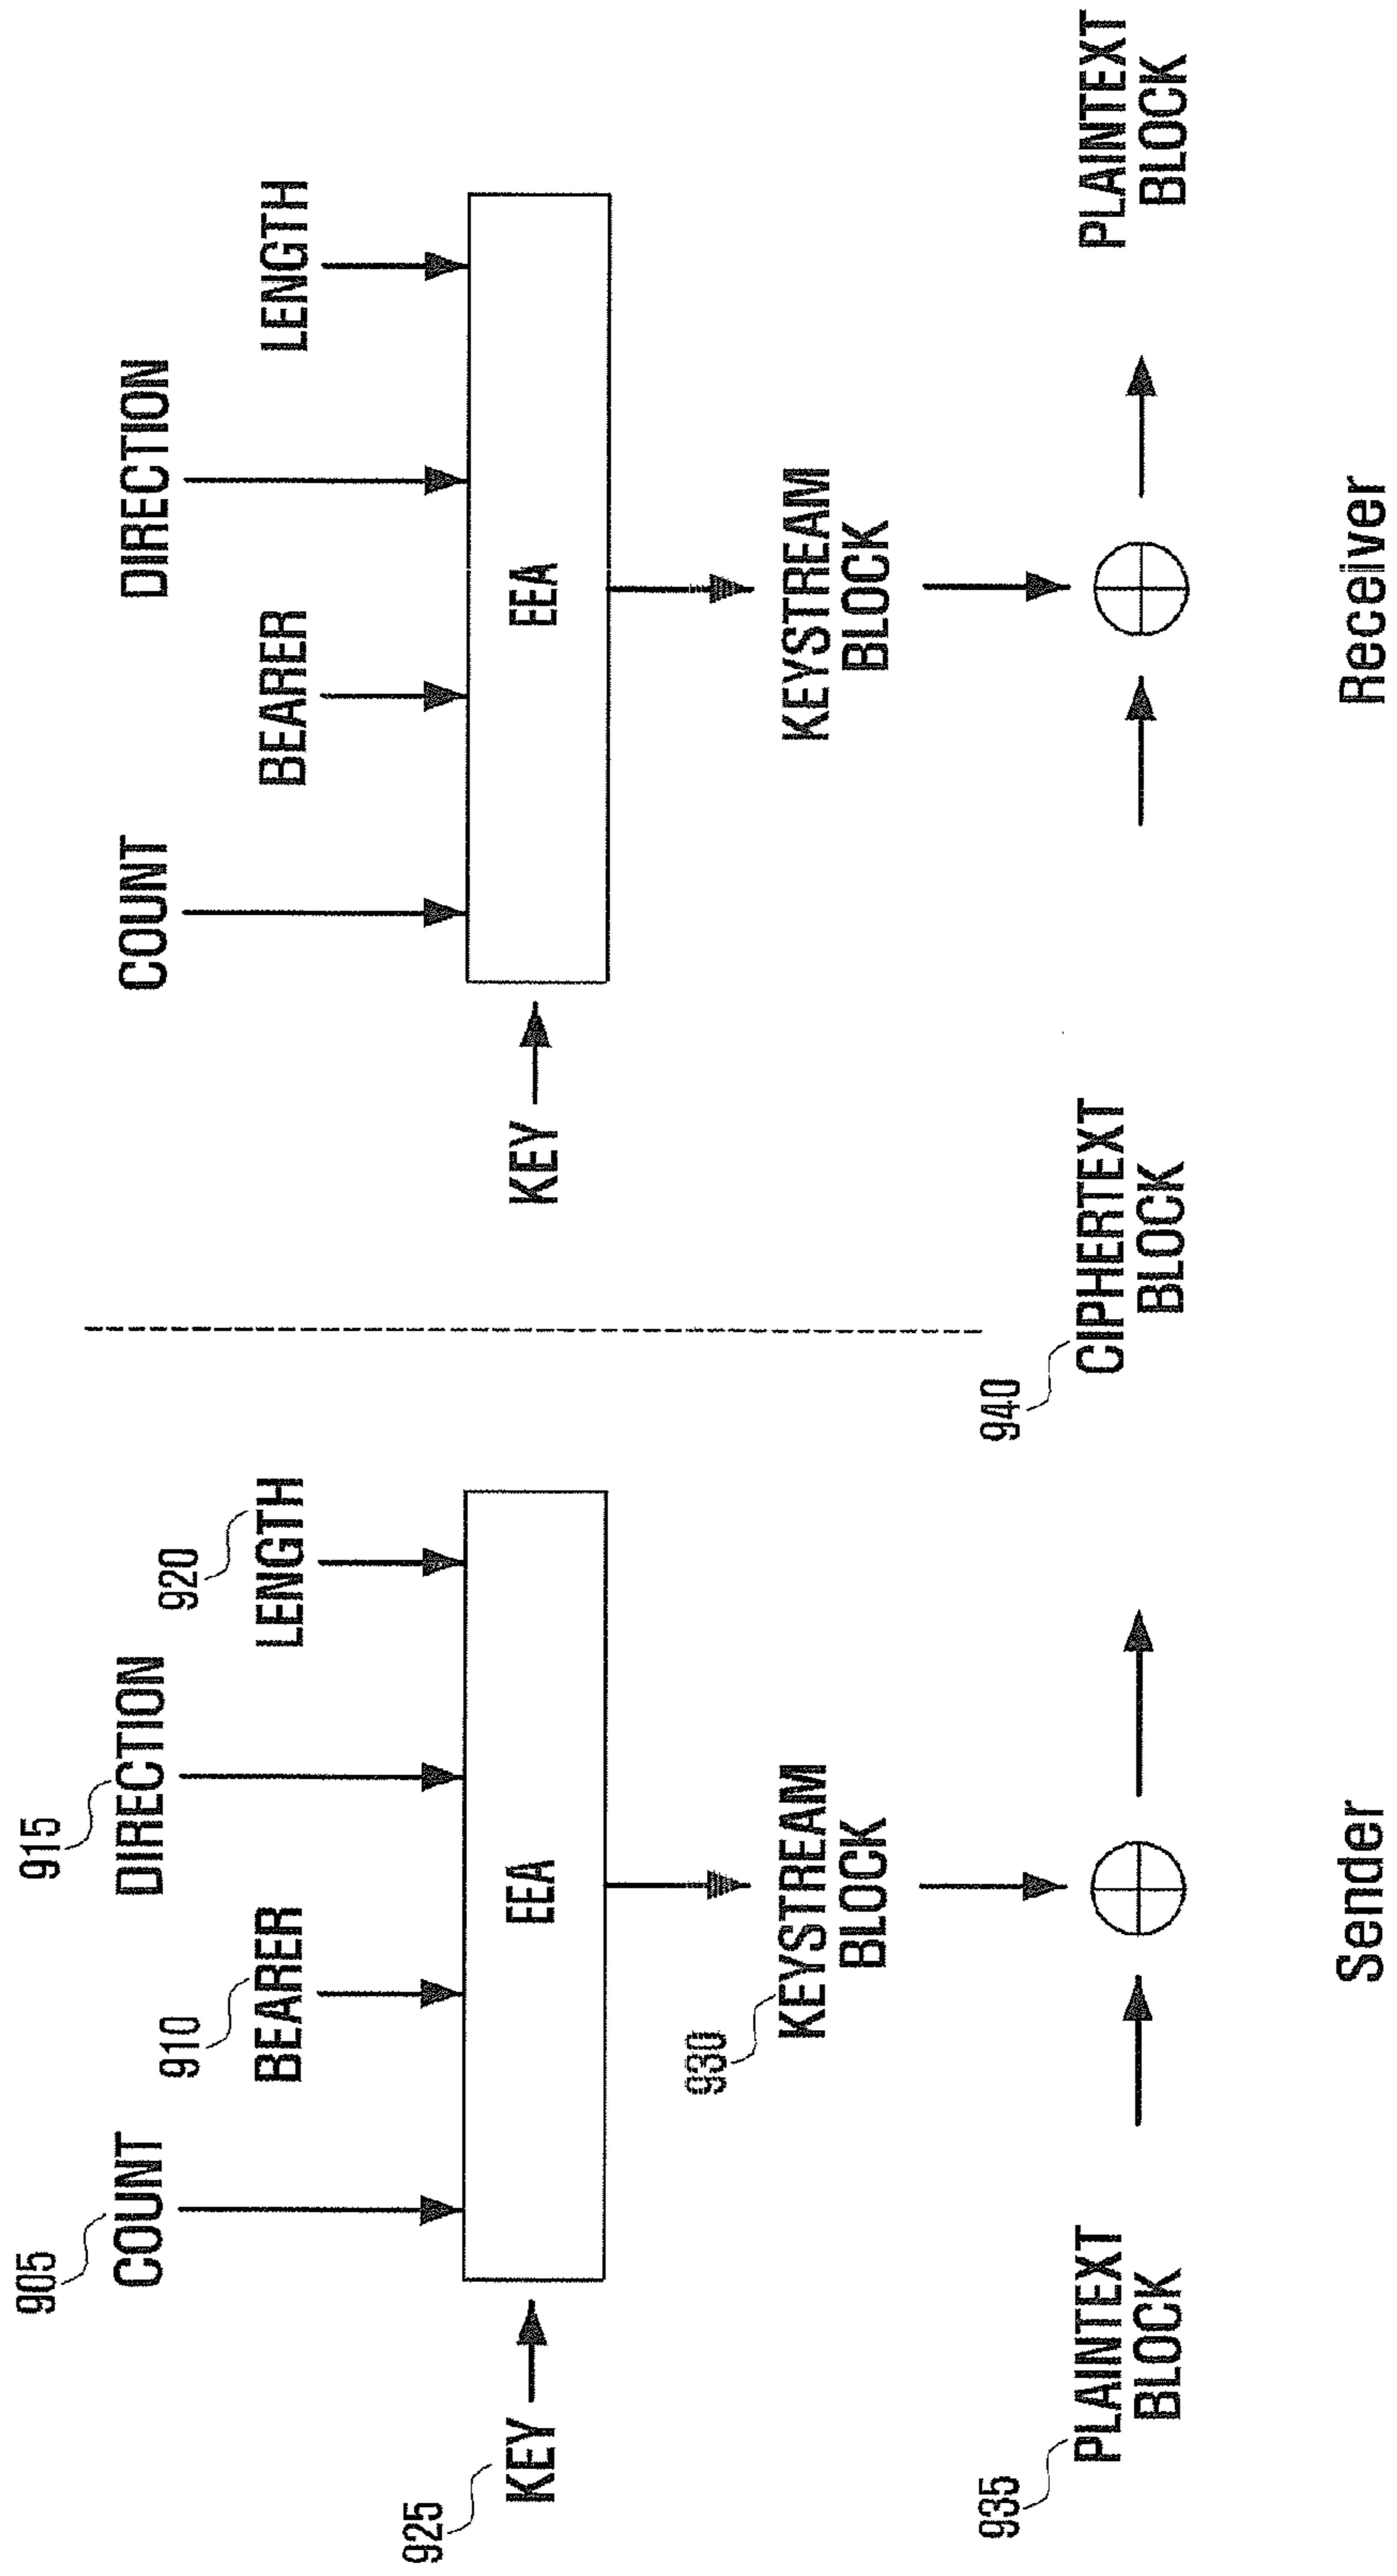 905
COUNT
910
BEARER
915
DIRECTION
920
LENGTH
925
KEY
EEA
930
KEYSTREAM
BLOCK
935
PLAINTEXT
BLOCK
940
CIPHERTEXT
BLOCK
Sender
COUNT
BEARER
DIRECTION
LENGTH
KEY
EEA
KEYSTREAM
BLOCK
PLAINTEXT
BLOCK
Receiver